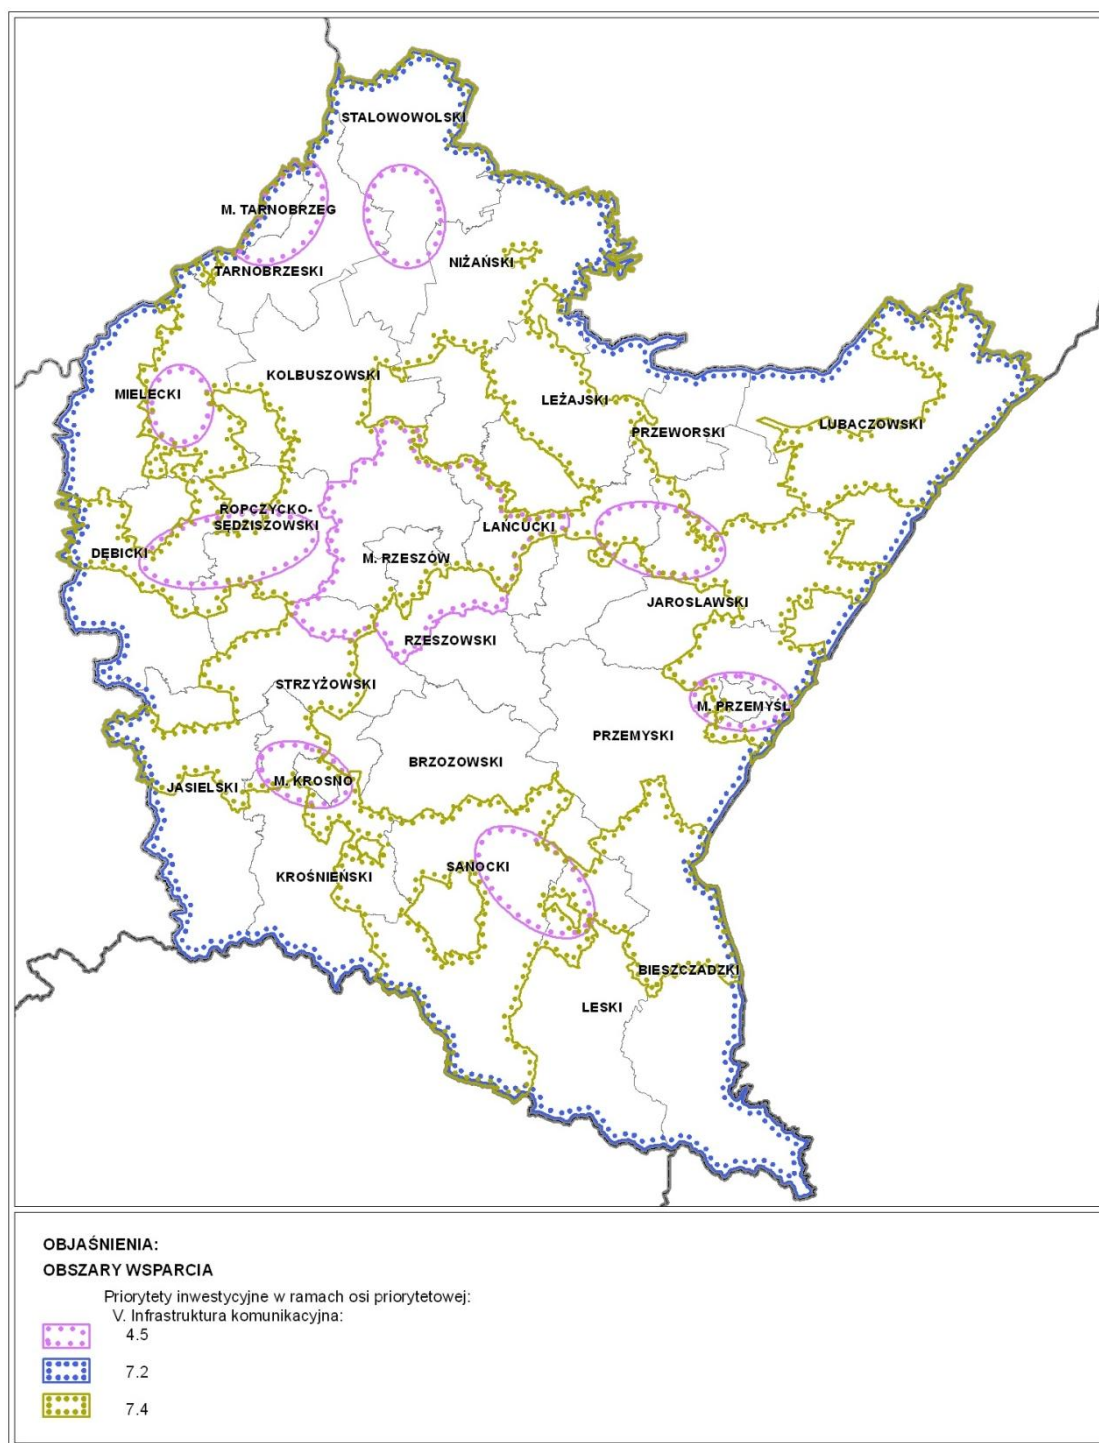 STALOWOWOLSKI
M. TARNOBRZEG
NIŻAŃSKI
TARNOBRZESKI
KOLBUSZOWSKI
MIELECKI
LEŻAJSKI
LUBACZOWSKI
PRZEWORSKI
ROPCZYCKO-
SĘDZISZOWSKI
ŁAŃCUCKI
DĘBICKI
M. RZESZÓW
JAROSŁAWSKI
RZESZOWSKI
STRZYŻOWSKI
M. PRZEMYŚL
PRZEMYSKI
BRZOZOWSKI
M. KROSNO
JASIELSKI
SANOCKI
KROŚNIEŃSKI
BIESZCZADZKI
LESKI
OBJAŚNIENIA:
OBSZARY WSPARCIA
Priorytety inwestycyjne w ramach osi priorytetowej:
V. Infrastruktura komunikacyjna:
4.5
7.2
7.4